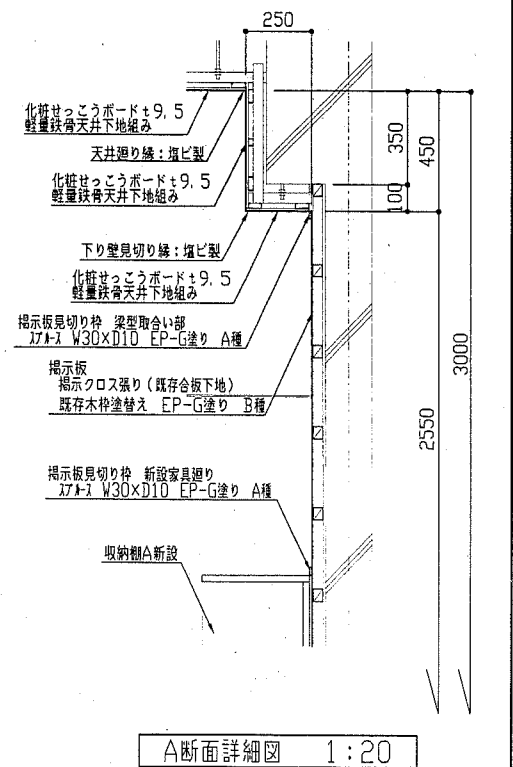 250
化粧せっこうボードt9.5
軽量鉄骨天井下地組み
天井廻り縁：塩ビ製
化粧せっこうボードt9.5
軽量鉄骨天井下地組み
350
450
100
下り壁見切り縁：塩ビ製
化粧せっこうボードt9.5
軽量鉄骨天井下地組み
掲示板見切り枠 梁型取合い部
スプルース W30×D10 EP-G塗り A種
掲示板
掲示クロス張り（既存合板下地）
既存木枠塗替え EP-G塗り B種
3000
2550
掲示板見切り枠 新設家具廻り
スプルース W30×D10 EP-G塗り A種
収納棚A新設
A断面詳細図 1:20